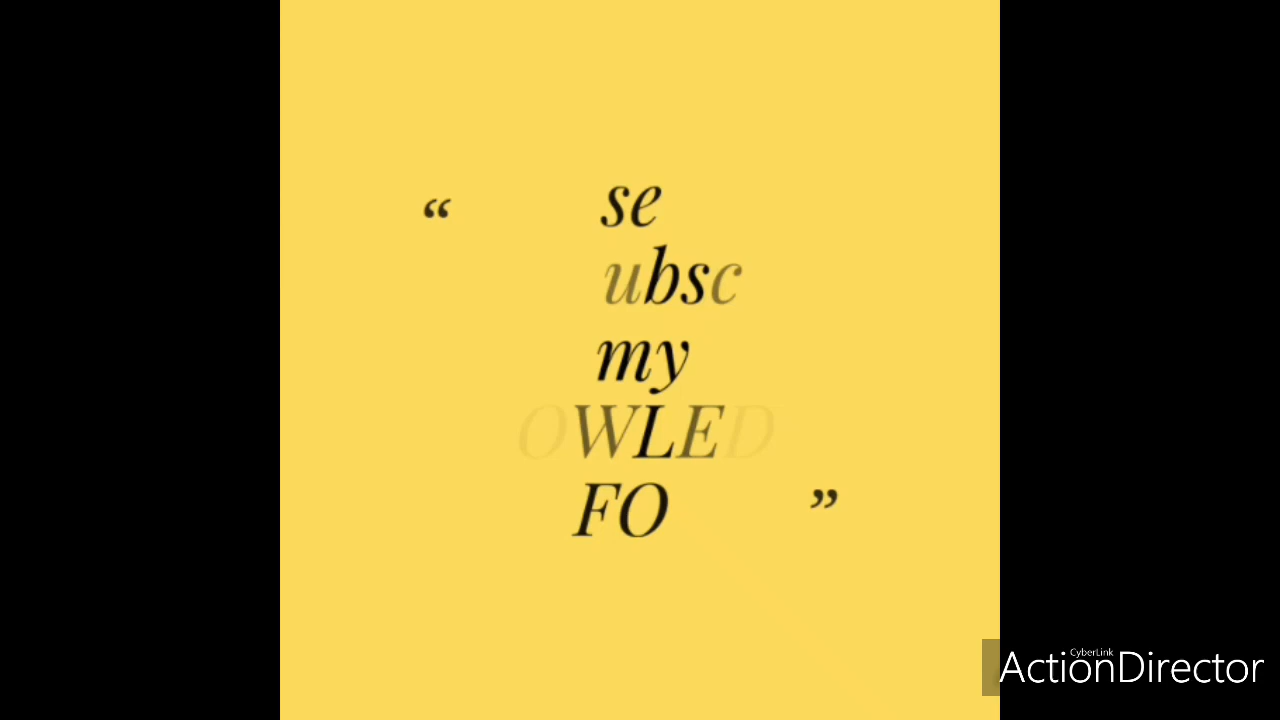 “ se
ubsc
my
OWLED
FO ”
CyberLink
ActionDirector